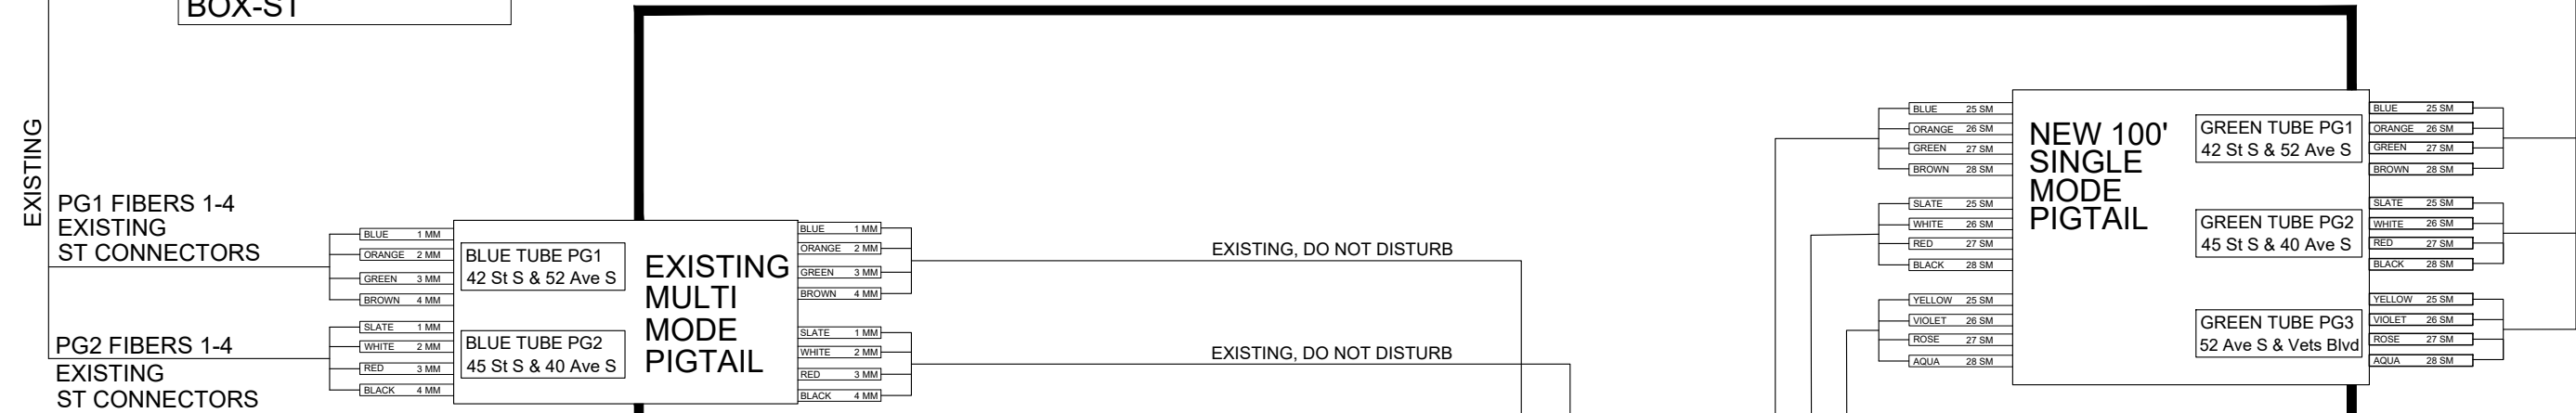 BOX-ST
EXISTING
PG1 FIBERS 1-4
EXISTING
ST CONNECTORS
PG2 FIBERS 1-4
EXISTING
ST CONNECTORS
BLUE 1 MM
ORANGE 2 MM
GREEN 3 MM
BROWN 4 MM
SLATE 1 MM
WHITE 2 MM
RED 3 MM
BLACK 4 MM
BLUE TUBE PG1
42 St S & 52 Ave S
BLUE TUBE PG2
45 St S & 40 Ave S
EXISTING
MULTI
MODE
PIGTAIL
BLUE 1 MM
ORANGE 2 MM
GREEN 3 MM
BROWN 4 MM
SLATE 1 MM
WHITE 2 MM
RED 3 MM
BLACK 4 MM
EXISTING, DO NOT DISTURB
EXISTING, DO NOT DISTURB
BLUE 25 SM
ORANGE 26 SM
GREEN 27 SM
BROWN 28 SM
SLATE 25 SM
WHITE 26 SM
RED 27 SM
BLACK 28 SM
YELLOW 25 SM
VIOLET 26 SM
ROSE 27 SM
AQUA 28 SM
NEW 100'
SINGLE
MODE
PIGTAIL
GREEN TUBE PG1
42 St S & 52 Ave S
GREEN TUBE PG2
45 St S & 40 Ave S
GREEN TUBE PG3
52 Ave S & Vets Blvd
BLUE 25 SM
ORANGE 26 SM
GREEN 27 SM
BROWN 28 SM
SLATE 25 SM
WHITE 26 SM
RED 27 SM
BLACK 28 SM
YELLOW 25 SM
VIOLET 26 SM
ROSE 27 SM
AQUA 28 SM